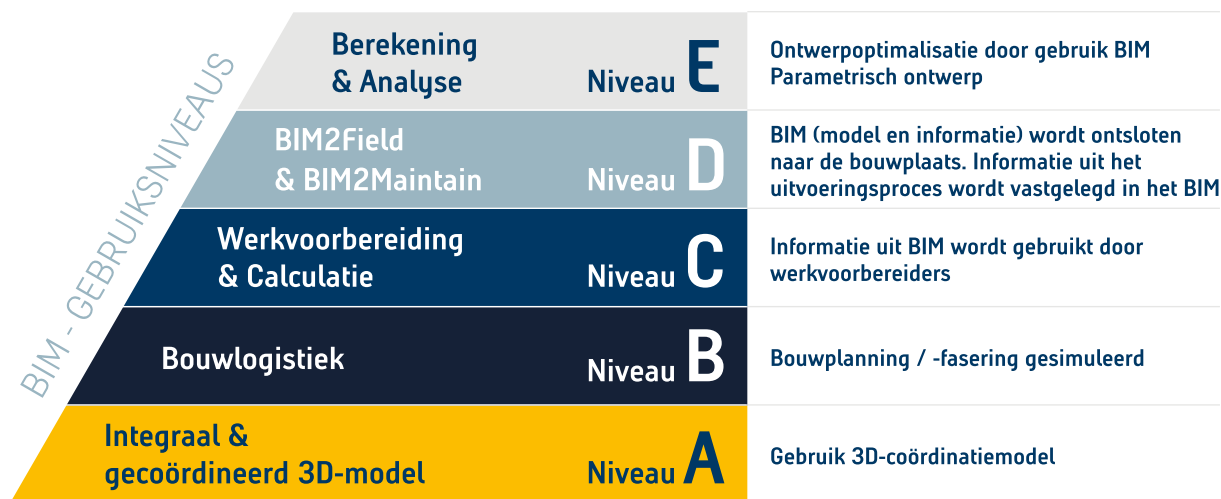 BIM - GEBRUIKSNIVEAUS
Berekening
& Analyse
Niveau E
Ontwerpoptimalisatie door gebruik BIM
Parametrisch ontwerp
BIM2Field
& BIM2Maintain
Niveau D
BIM (model en informatie) wordt ontsloten
naar de bouwplaats. Informatie uit het
uitvoeringsproces wordt vastgelegd in het BIM
Werkvoorbereiding
& Calculatie
Niveau C
Informatie uit BIM wordt gebruikt door
werkvoorbereiders
Bouwlogistiek
Niveau B
Bouwplanning / -fasering gesimuleerd
Integraal &
gecoördineerd 3D-model
Niveau A
Gebruik 3D-coördinatiemodel